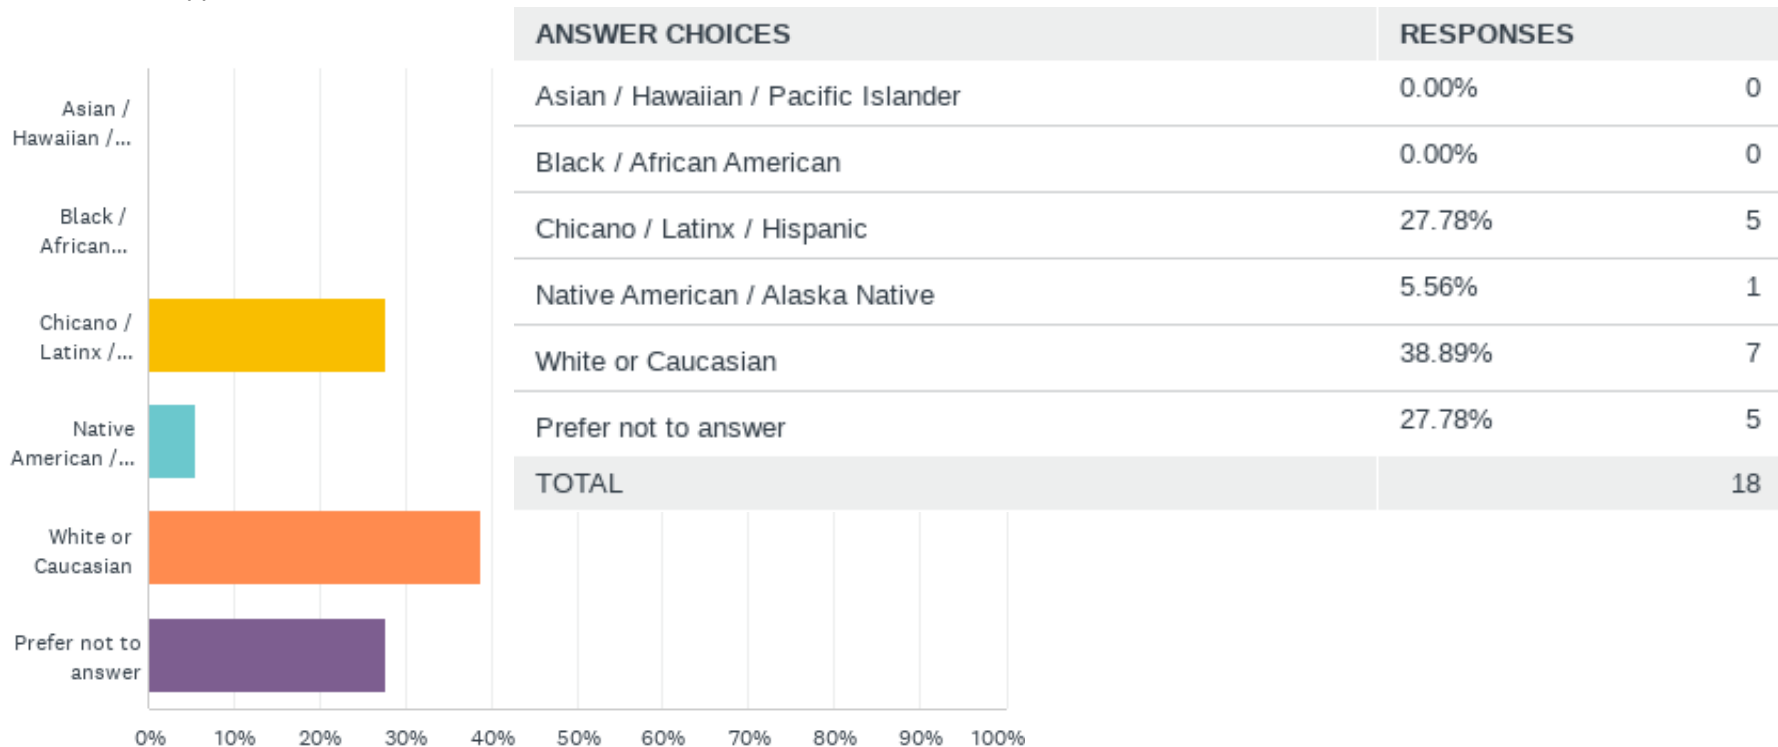 ANSWER CHOICES RESPONSES
Asian / Hawaiian / Pacific Islander 0.00% 0
Black / African American 0.00% 0
Chicano / Latinx / Hispanic 27.78% 5
Native American / Alaska Native 5.56% 1
White or Caucasian 38.89% 7
Prefer not to answer 27.78% 5
TOTAL 18
Asian /
Hawaiian /...
Black /
African...
Chicano /
Latinx /...
Native
American /...
White or
Caucasian
Prefer not to
answer
0% 10% 20% 30% 40% 50% 60% 70% 80% 90% 100%